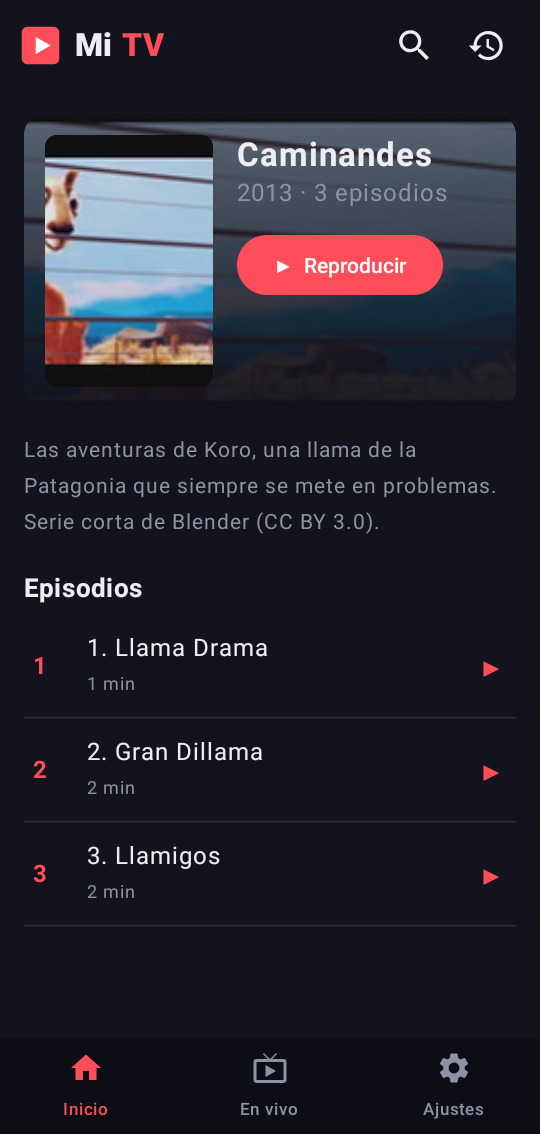 Mi TV
Caminandes
2013 · 3 episodios
Reproducir
Las aventuras de Koro, una llama de la
Patagonia que siempre se mete en problemas.
Serie corta de Blender (CC BY 3.0).
Episodios
1
1. Llama Drama
1 min
2
2. Gran Dillama
2 min
3
3. Llamigos
2 min
Inicio
En vivo
Ajustes